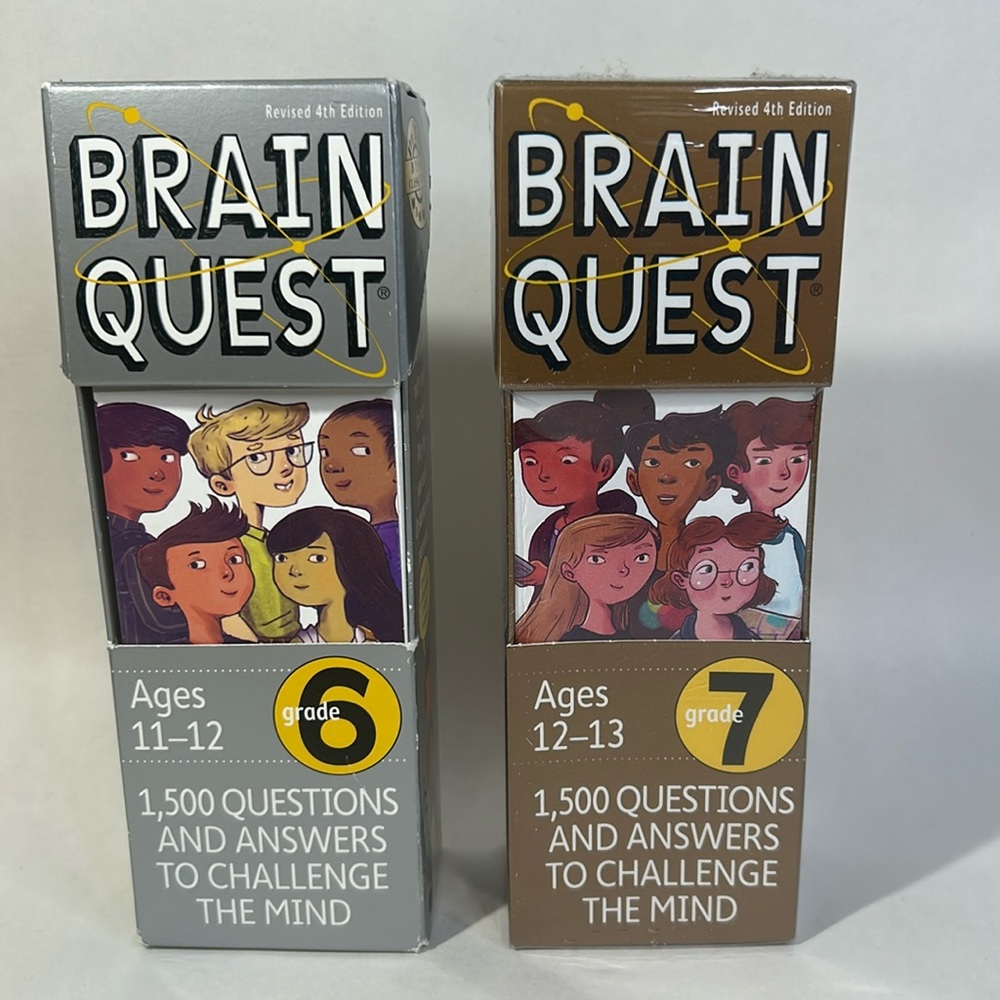 Revised 4th Edition
BRAIN
QUEST®
Ages
11–12
grade 6
1,500 QUESTIONS
AND ANSWERS
TO CHALLENGE
THE MIND
Revised 4th Edition
BRAIN
QUEST®
Ages
12–13
grade 7
1,500 QUESTIONS
AND ANSWERS
TO CHALLENGE
THE MIND